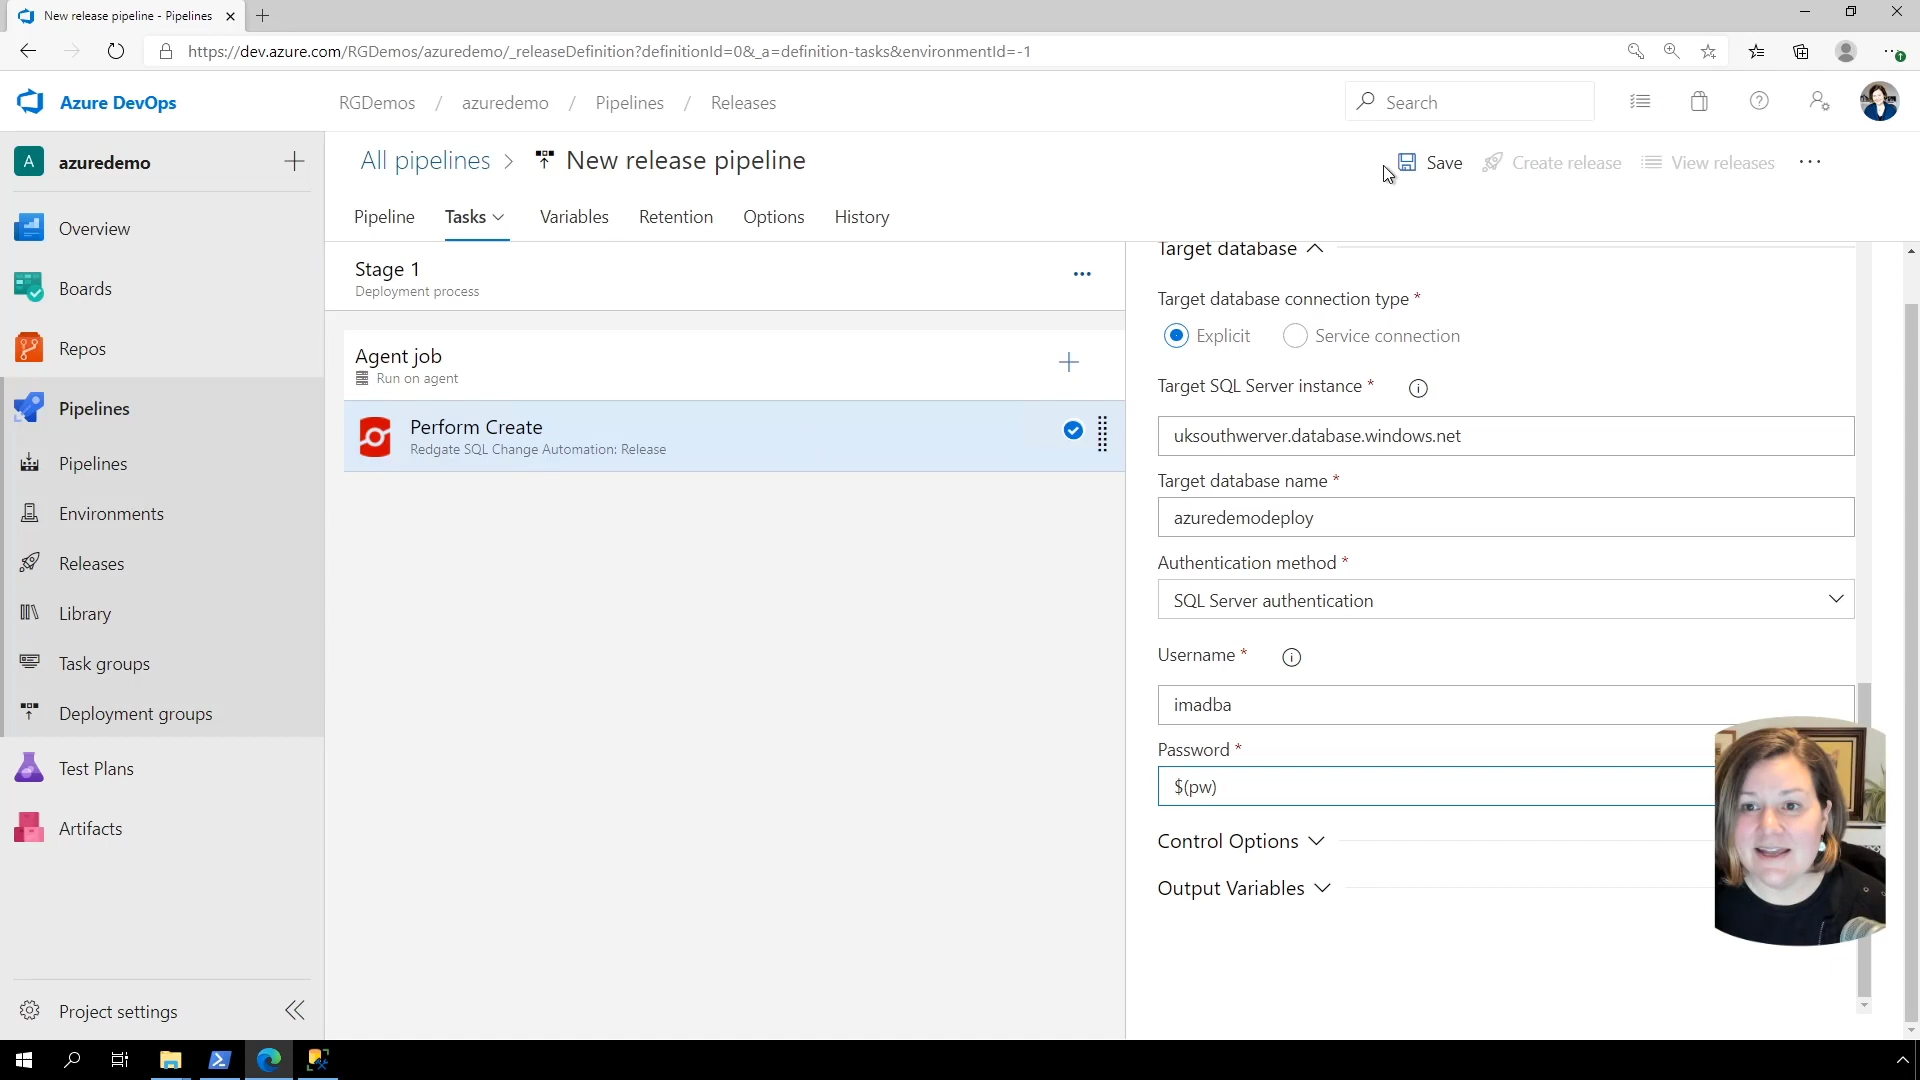 New release pipeline - Pipelines
https://dev.azure.com/RGDemos/azuredemo/_releaseDefinition?definitionId=0&_a=definition-tasks&environmentId=-1
Azure DevOps
RGDemos / azuredemo / Pipelines / Releases
Search
A azuredemo
All pipelines > New release pipeline
Save
Create release
View releases
Pipeline
Tasks
Variables
Retention
Options
History
Overview
Boards
Repos
Pipelines
Pipelines
Environments
Releases
Library
Task groups
Deployment groups
Test Plans
Artifacts
Project settings
Stage 1
Deployment process
Agent job
Run on agent
Perform Create
Redgate SQL Change Automation: Release
Target database
Target database connection type *
Explicit
Service connection
Target SQL Server instance *
uksouthwerver.database.windows.net
Target database name *
azuredemodeploy
Authentication method *
SQL Server authentication
Username *
imadba
Password *
$(pw)
Control Options
Output Variables